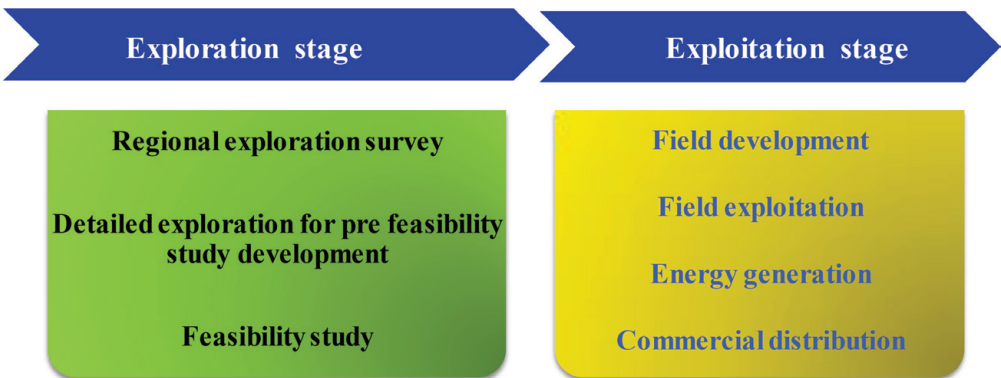 Exploration stage
Exploitation stage
Regional exploration survey
Detailed exploration for pre feasibility
study development
Feasibility study
Field development
Field exploitation
Energy generation
Commercial distribution